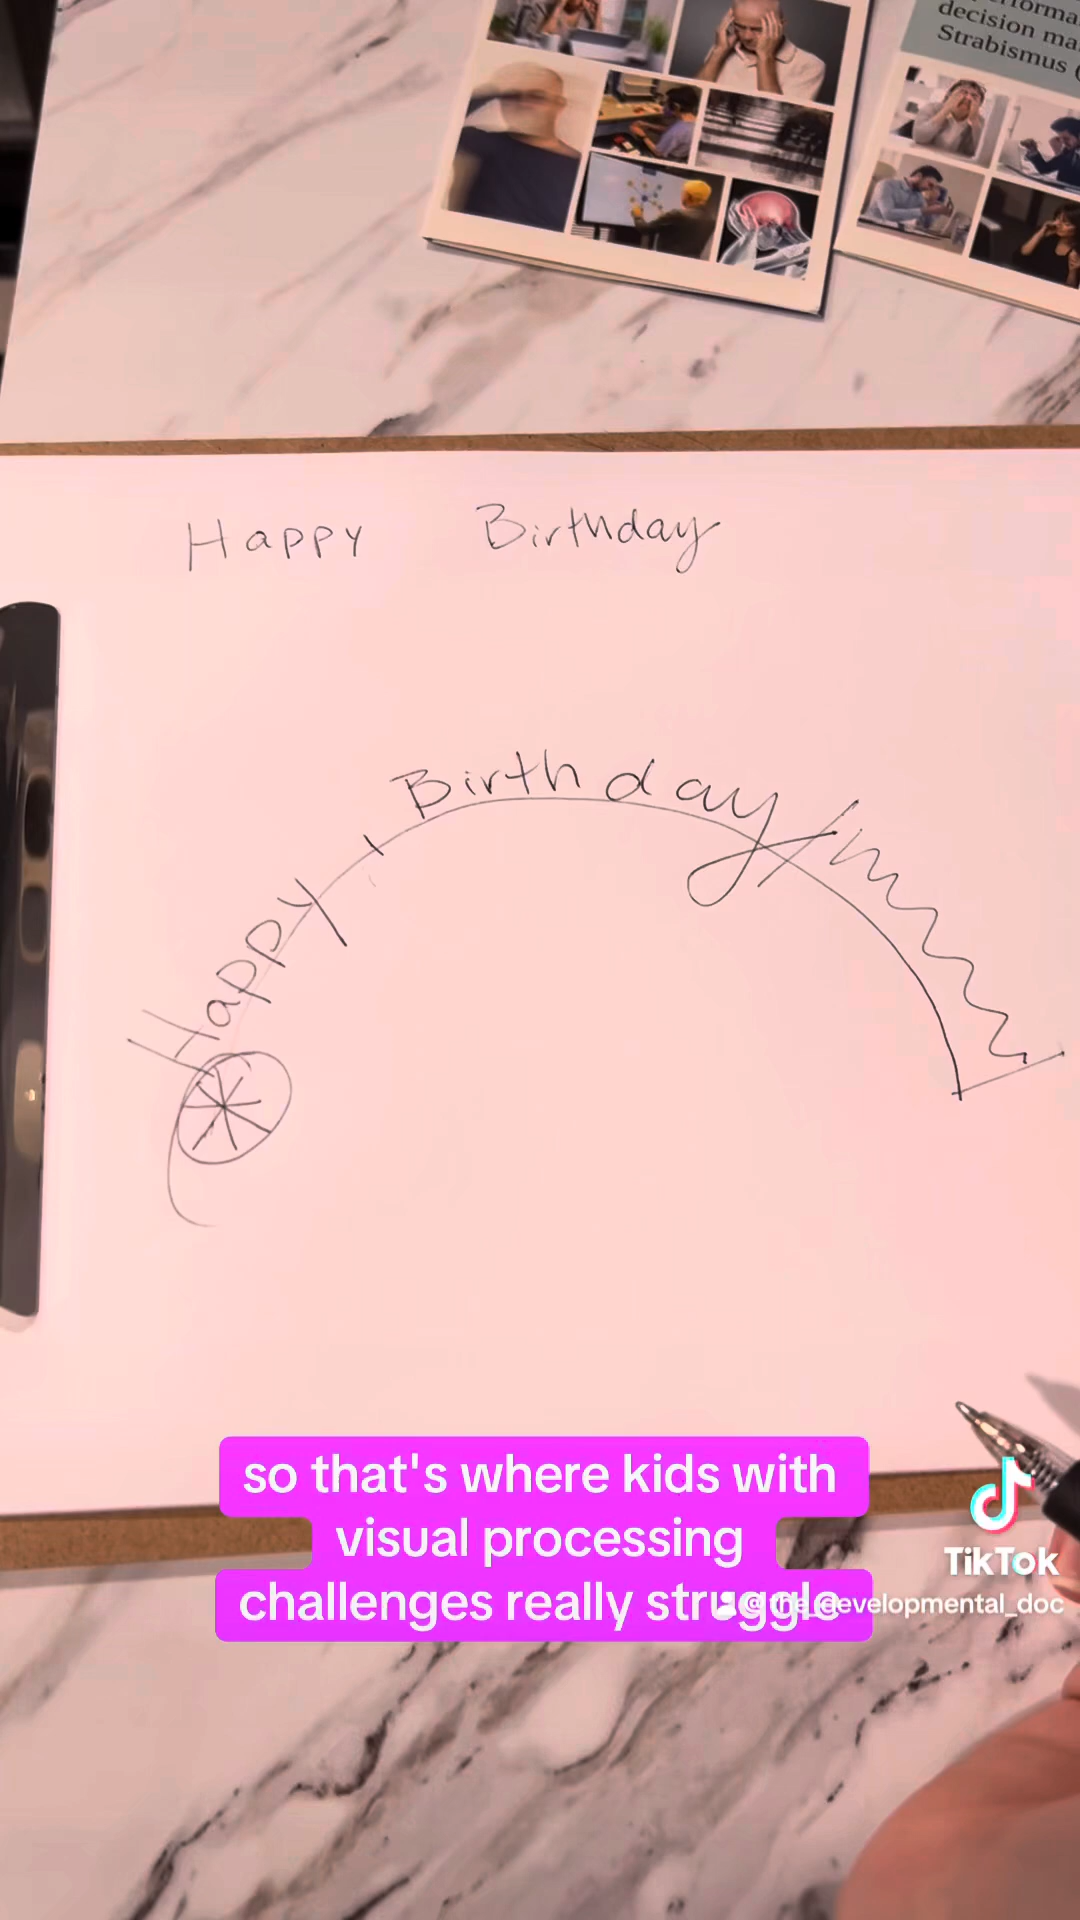 decision ma
Strabismus (
Happy Birthday
Happy Birthday
so that's where kids with
visual processing
challenges really struggle
TikTok
@the_developmental_doc